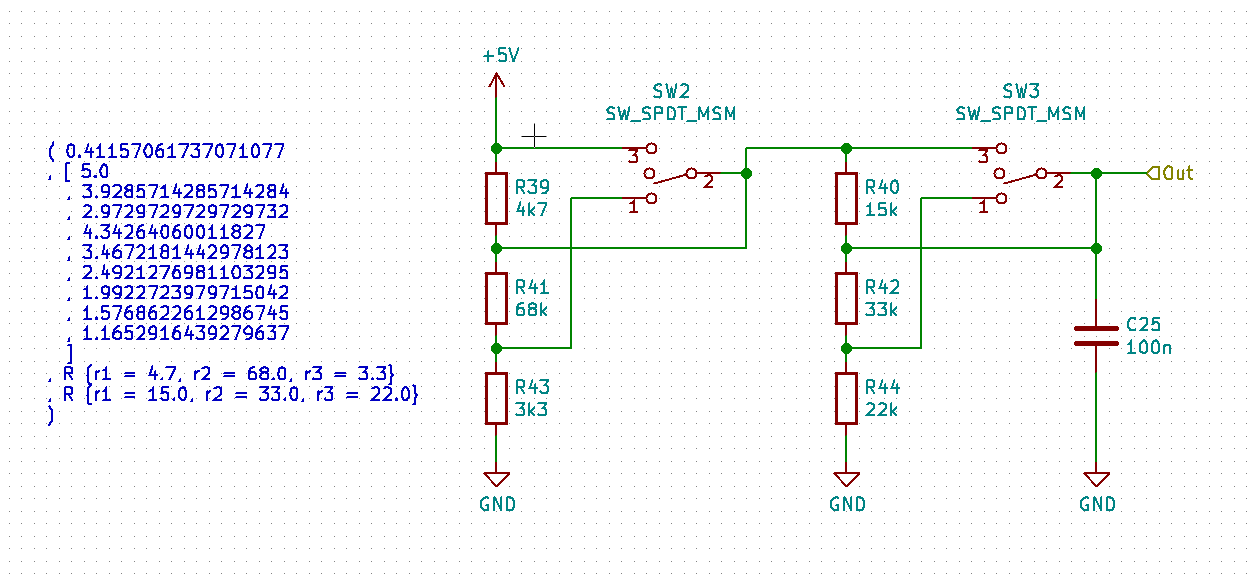 ( 0.41157061737071077
, [ 5.0
, 3.9285714285714284
, 2.9729729729729732
, 4.34264060011827
, 3.4672181442978123
, 2.4921276981103295
, 1.9922723979715042
, 1.5768622612986745
, 1.1652916439279637
]
, R {r1 = 4.7, r2 = 68.0, r3 = 3.3}
, R {r1 = 15.0, r2 = 33.0, r3 = 22.0}
)
+5V
SW2
SW_SPDT_MSM
3
2
1
R39
4k7
R41
68k
R43
3k3
GND
SW3
SW_SPDT_MSM
3
2
1
Out
R40
15k
R42
33k
R44
22k
GND
C25
100n
GND